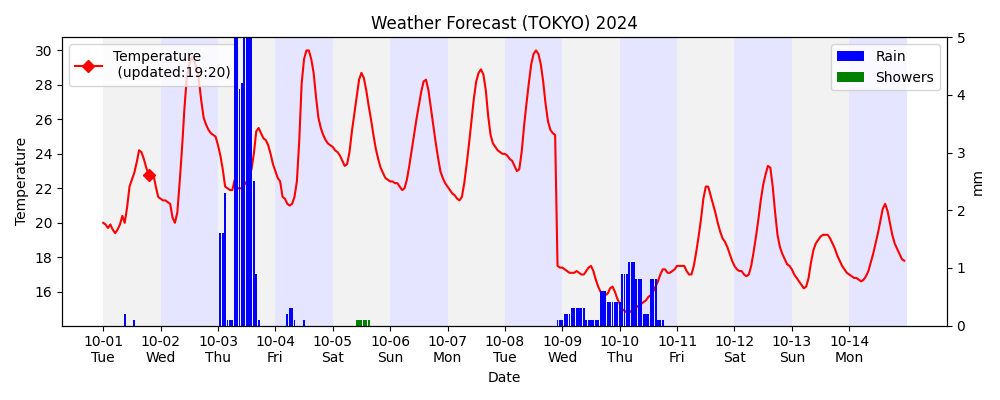 Weather Forecast (TOKYO) 2024
Temperature
(updated:19:20)
Rain
Showers
Temperature
30
28
26
24
22
20
18
16
5
4
3
2
1
0
mm
10-01 10-02 10-03 10-04 10-05 10-06 10-07 10-08 10-09 10-10 10-11 10-12 10-13 10-14
Tue Wed Thu Fri Sat Sun Mon Tue Wed Thu Fri Sat Sun Mon
Date